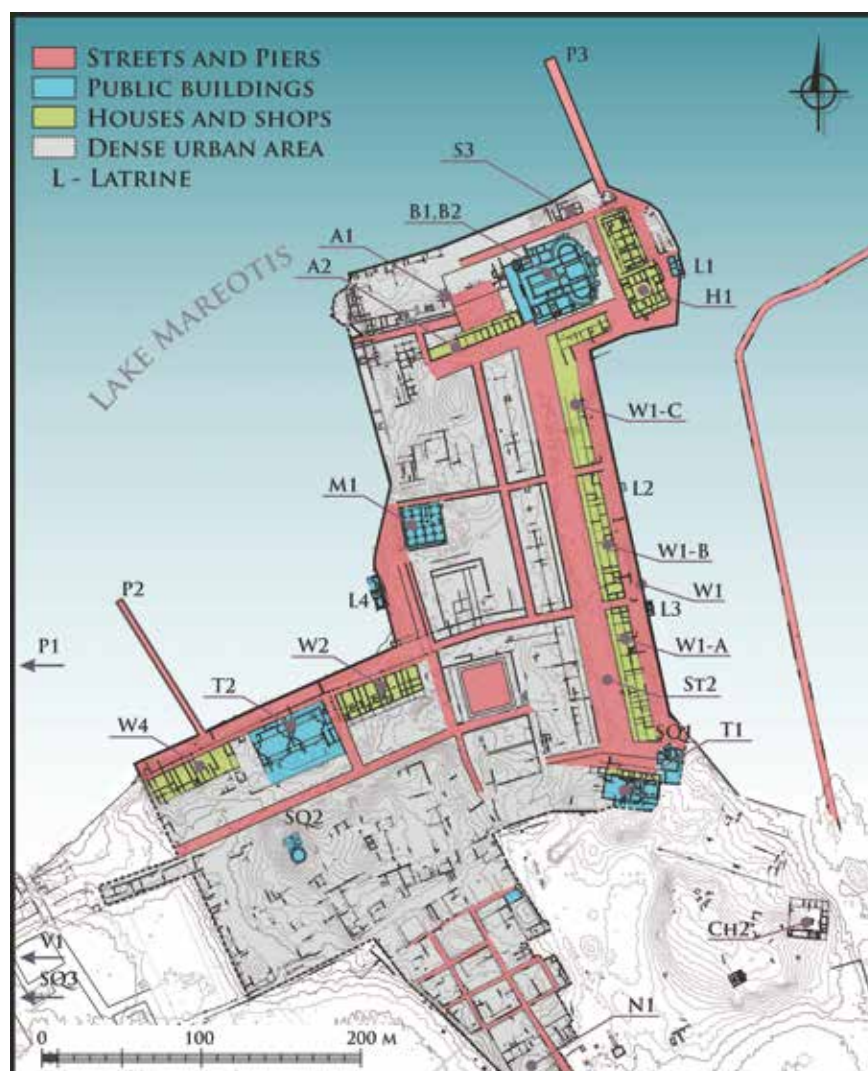 Streets and Piers
Public buildings
Houses and shops
Dense urban area
L - Latrine
P3
S3
B1,B2
A1
A2
L1
H1
LAKE MAREOTIS
W1-C
M1
L2
W1-B
P2
W1
L4
L3
P1
W2
W1-A
T2
ST2
W4
SQ1
T1
SQ2
CH2
V1
SQ3
N1
0 100 200 M